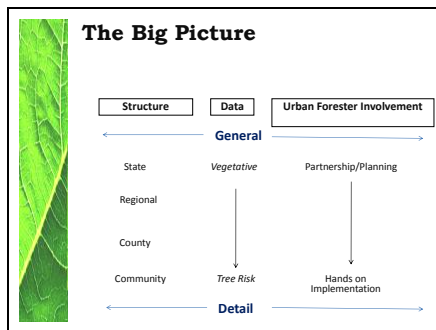 The Big Picture
Structure
Data
Urban Forester Involvement
General
State
Vegetative
Partnership/Planning
Regional
County
Community
Tree Risk
Hands on
Implementation
Detail